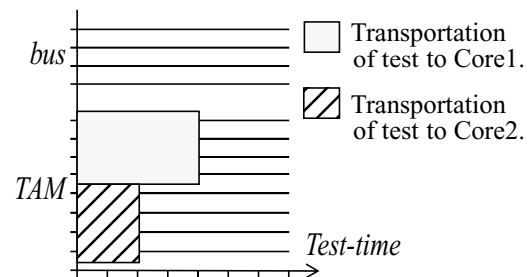 bus
TAM
Test-time
Transportation
of test to Core1.
Transportation
of test to Core2.